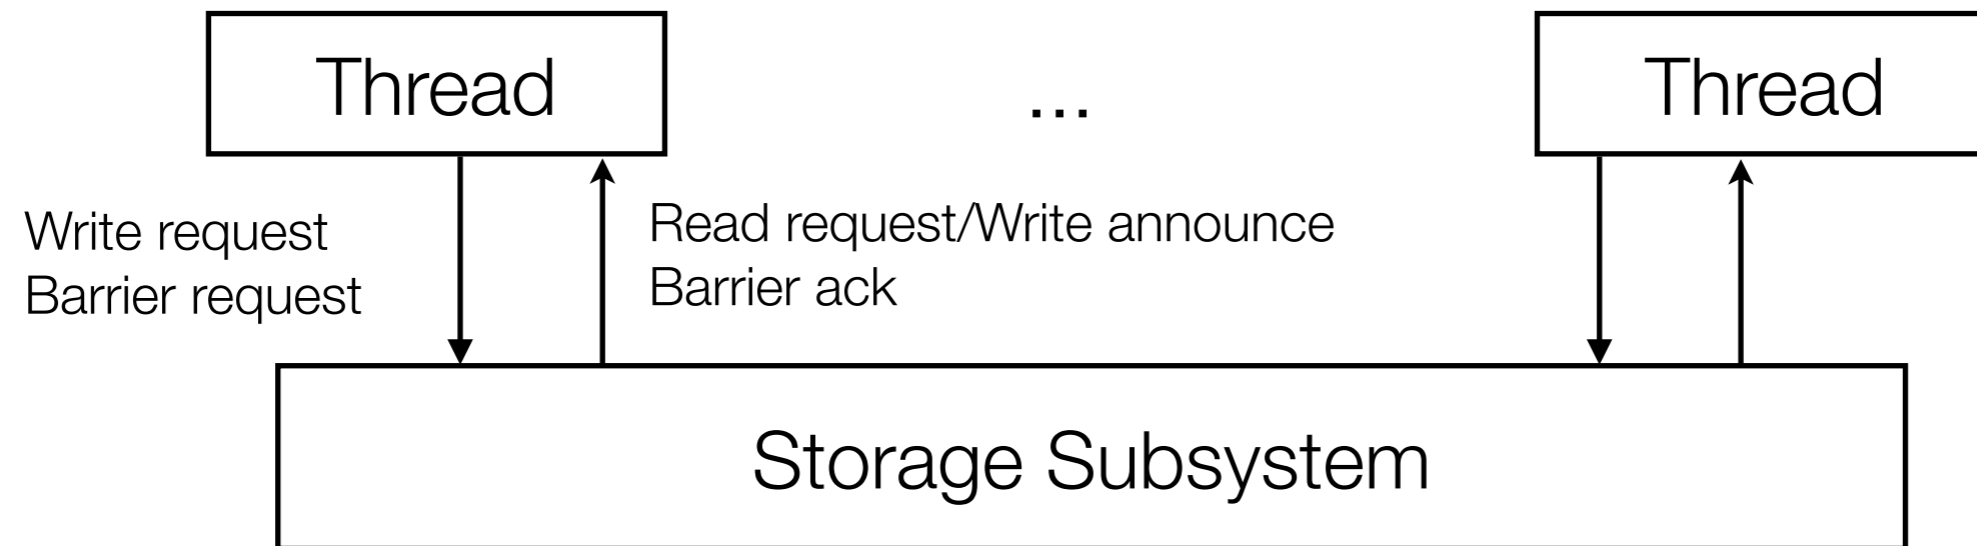 Thread
...
Thread
Write request
Barrier request
Read request/Write announce
Barrier ack
Storage Subsystem